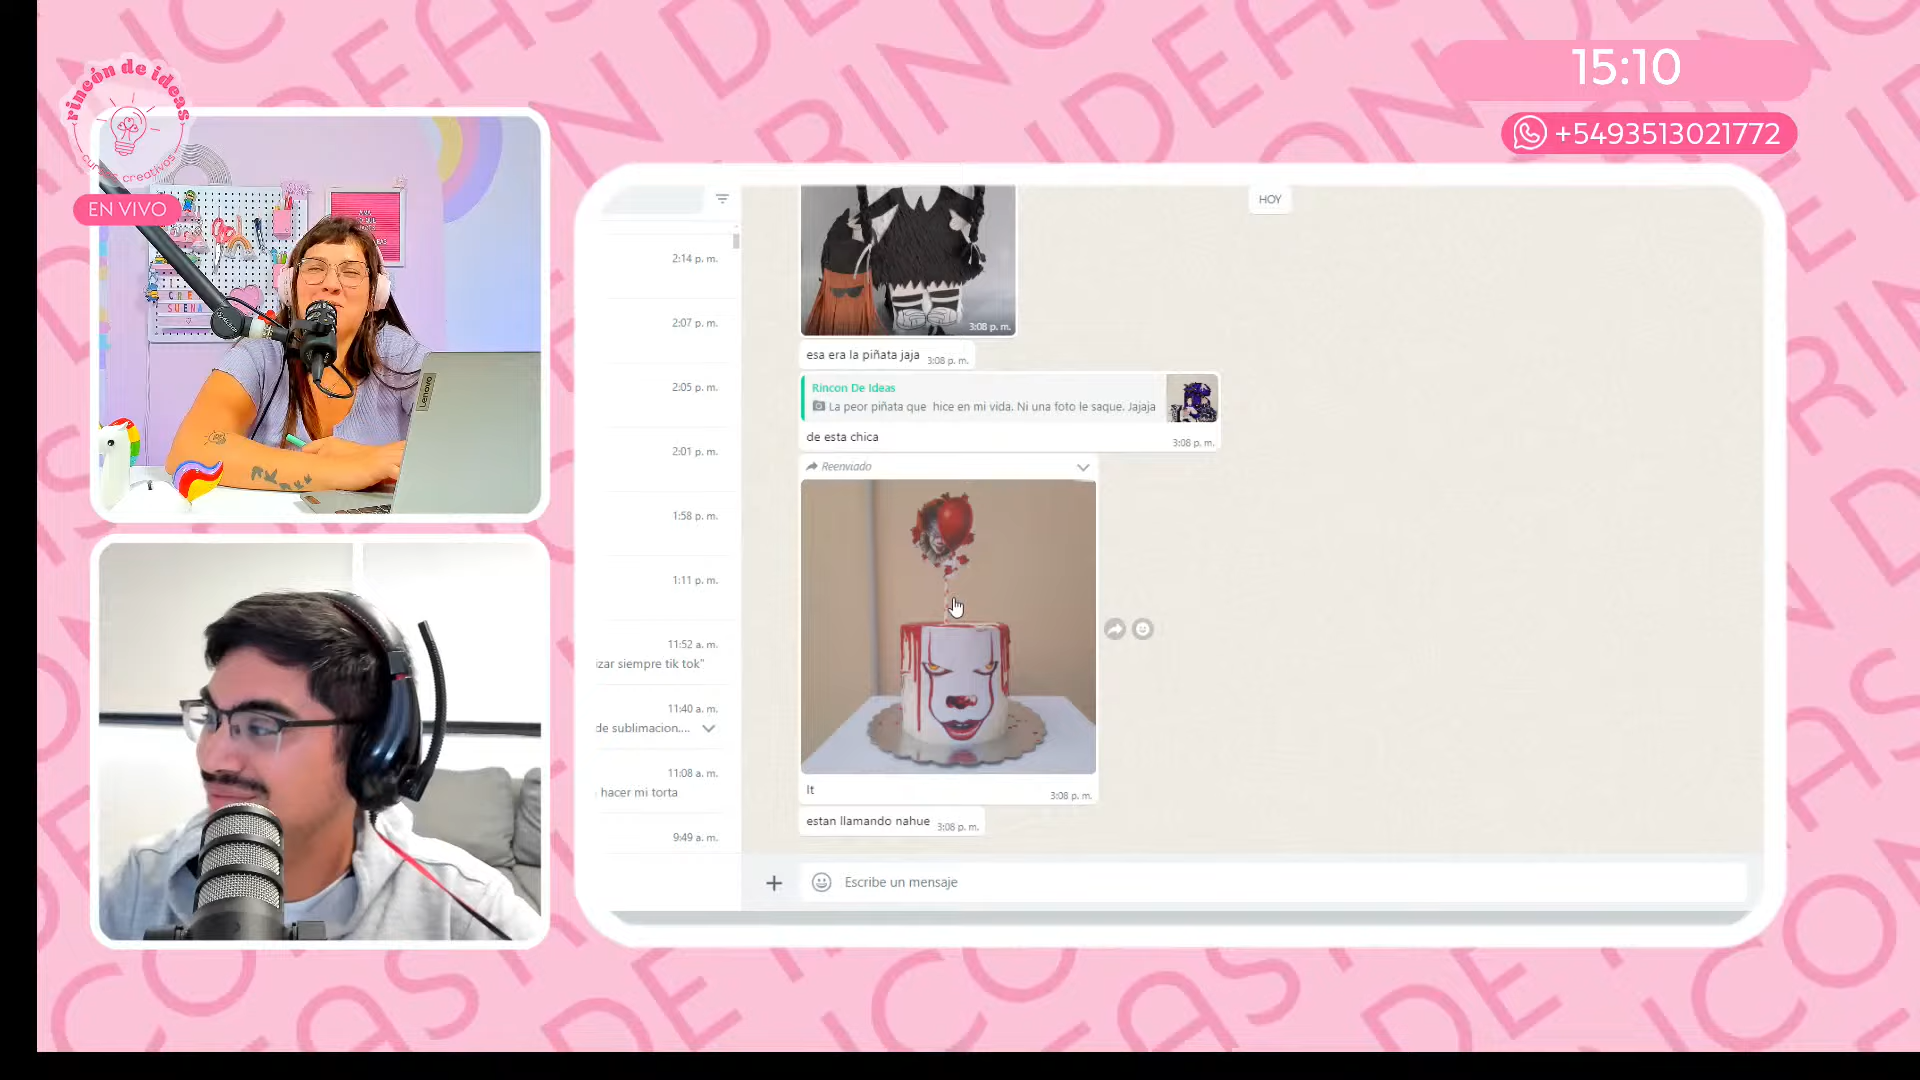 rincón de ideas
cursos creativos
EN VIVO
15:10
+5493513021772
CREA
SUEÑA
Lenovo
2:14 p. m.
2:07 p. m.
2:05 p. m.
2:01 p. m.
1:58 p. m.
1:11 p. m.
11:52 a. m.
izar siempre tik tok"
11:40 a. m.
de sublimacion....
11:08 a. m.
hacer mi torta
9:49 a. m.
HOY
3:08 p. m.
esa era la piñata jaja 3:08 p. m.
Rincon De Ideas
La peor piñata que hice en mi vida. Ni una foto le saque. Jajaja
de esta chica
3:08 p. m.
Reenviado
It
3:08 p. m.
estan llamando nahue 3:08 p. m.
Escribe un mensaje